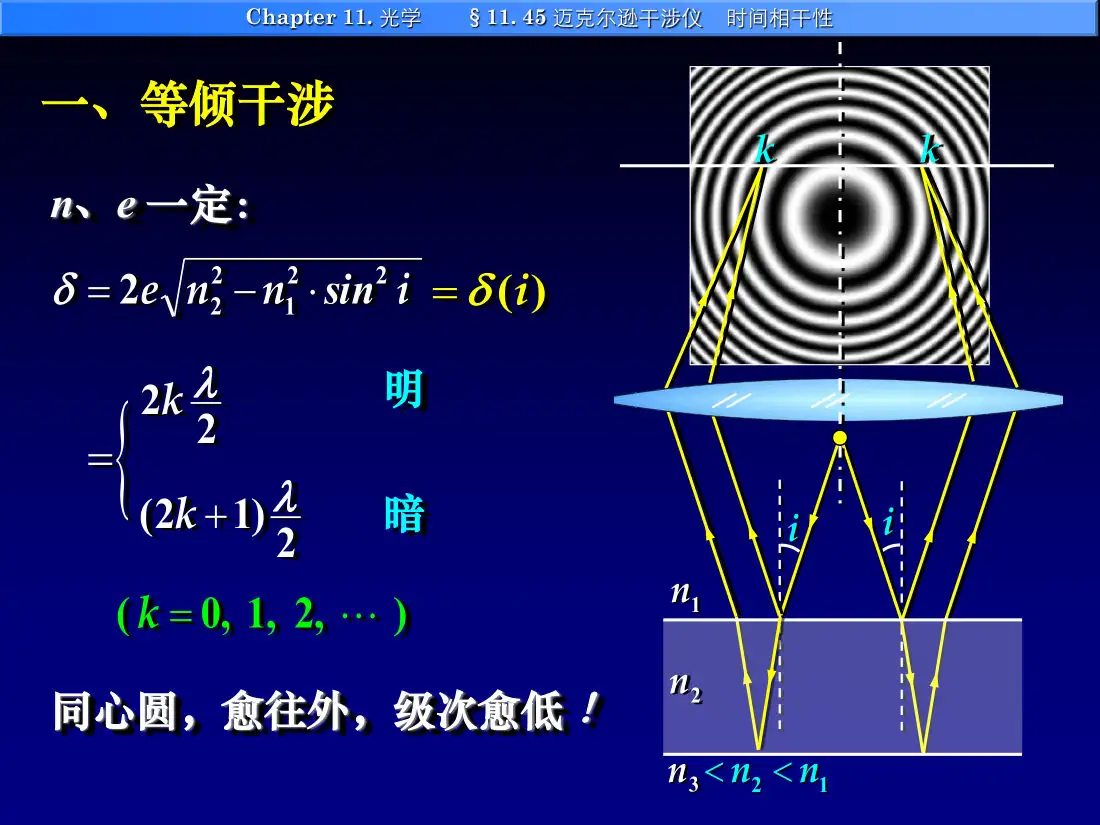 Chapter 11. 光学 § 11. 45 迈克尔逊干涉仪 时间相干性
一、等倾干涉
n、e 一定:
δ = 2e√(n₂² − n₁² · sin² i) = δ(i)
= { 2k λ/2 明
(2k + 1) λ/2 暗
( k = 0, 1, 2, ⋯ )
同心圆，愈往外，级次愈低！
k k
i i
n₁
n₂
n₃ < n₂ < n₁